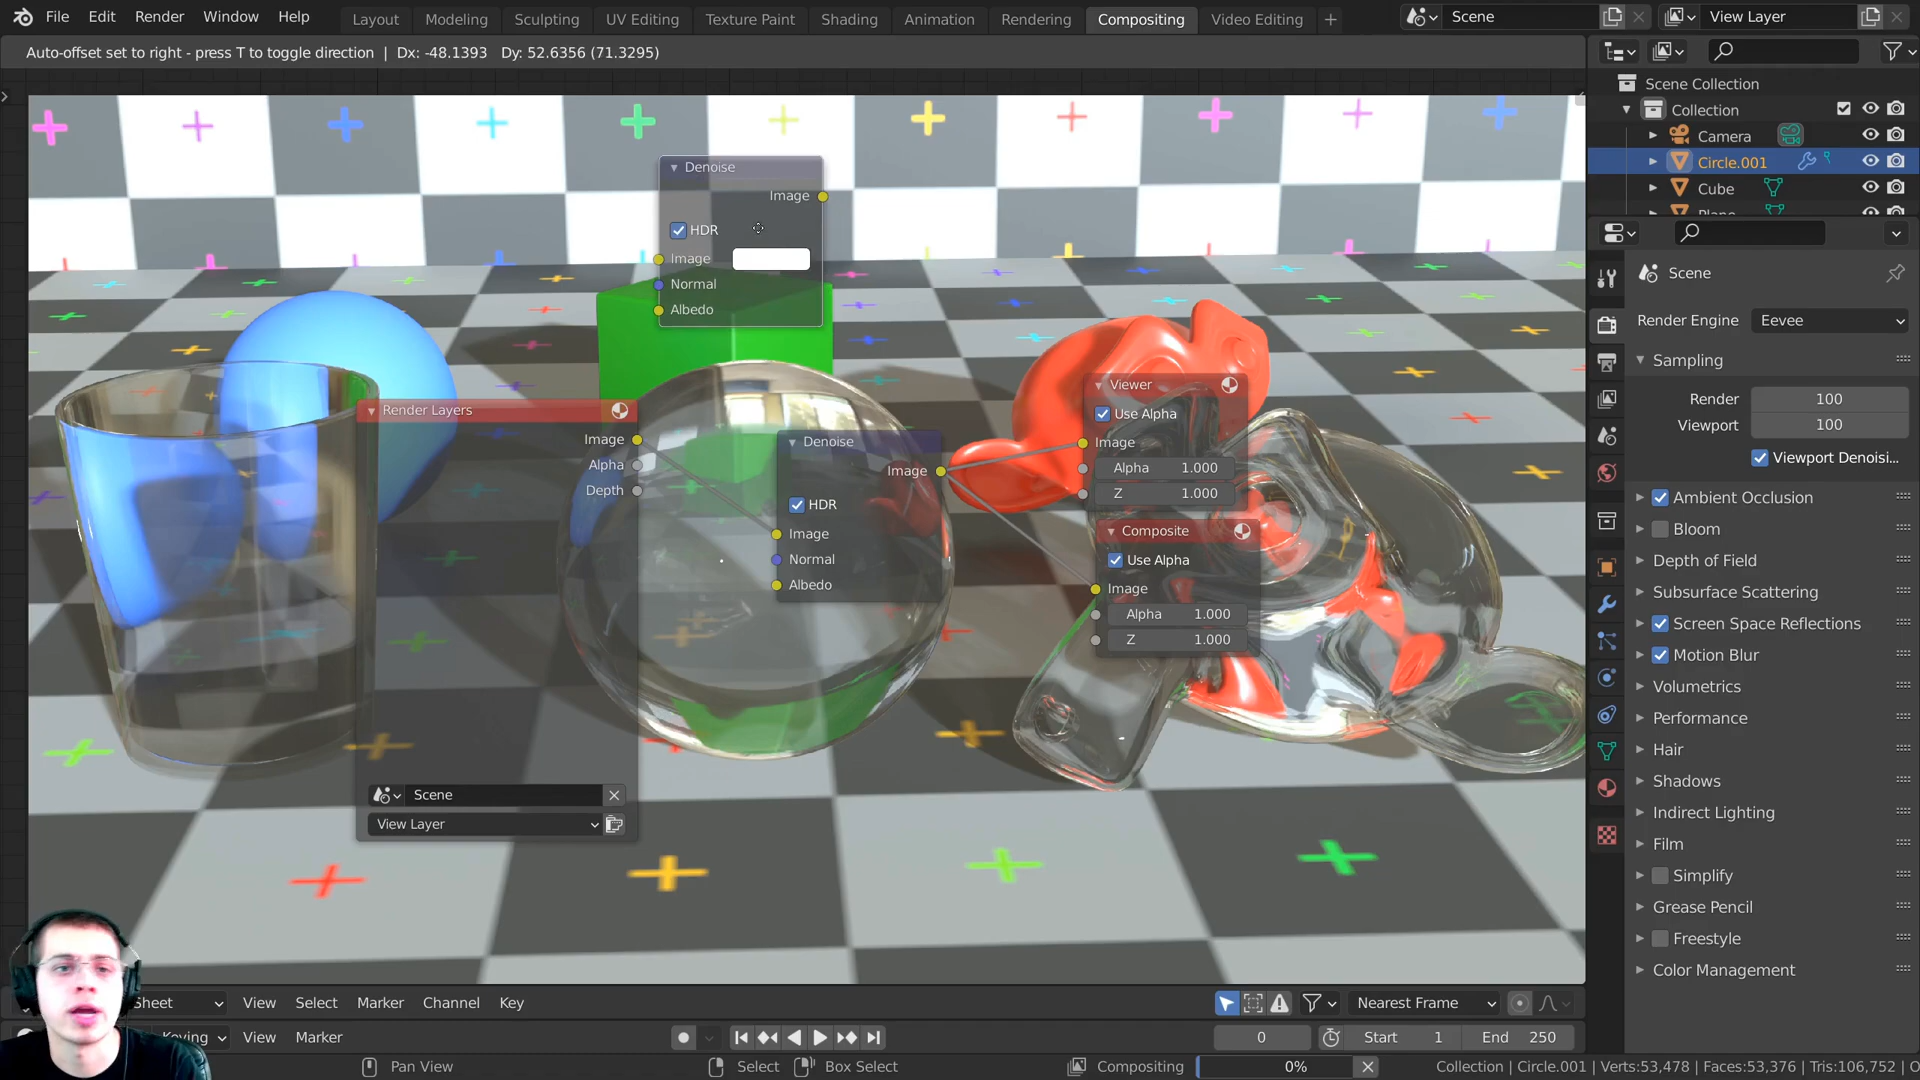 File Edit Render Window Help Layout Modeling Sculpting UV Editing Texture Paint Shading Animation Rendering Compositing Video Editing + Scene View Layer
Auto-offset set to right - press T to toggle direction | Dx: -48.1393 Dy: 52.6356 (71.3295)
Scene Collection
Collection
Camera
Circle.001
Cube
Denoise
Image
HDR
Image
Normal
Albedo
Render Layers
Image
Alpha
Depth
Scene
View Layer
Denoise
Image
HDR
Image
Normal
Albedo
Viewer
Use Alpha
Image
Alpha 1.000
Z 1.000
Composite
Use Alpha
Image
Alpha 1.000
Z 1.000
Scene
Render Engine Eevee
Sampling
Render 100
Viewport 100
Viewport Denoisi...
Ambient Occlusion
Bloom
Depth of Field
Subsurface Scattering
Screen Space Reflections
Motion Blur
Volumetrics
Performance
Hair
Shadows
Indirect Lighting
Film
Simplify
Grease Pencil
Freestyle
Color Management
Sheet View Select Marker Channel Key Nearest Frame
Keying View Marker 0 Start 1 End 250
Pan View Select Box Select Compositing 0% Collection | Circle.001 | Verts:53,478 | Faces:53,376 | Tris:106,752 | O